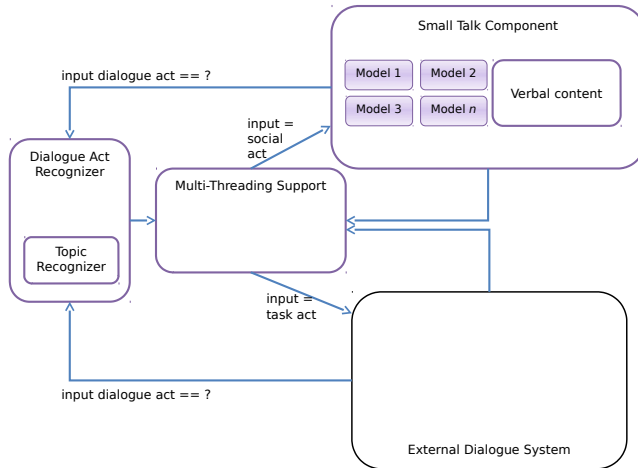 Small Talk Component
Model 1
Model 2
Model 3
Model n
Verbal content
input dialogue act == ?
input =
social
act
Dialogue Act
Recognizer
Topic
Recognizer
Multi-Threading Support
input =
task act
input dialogue act == ?
External Dialogue System